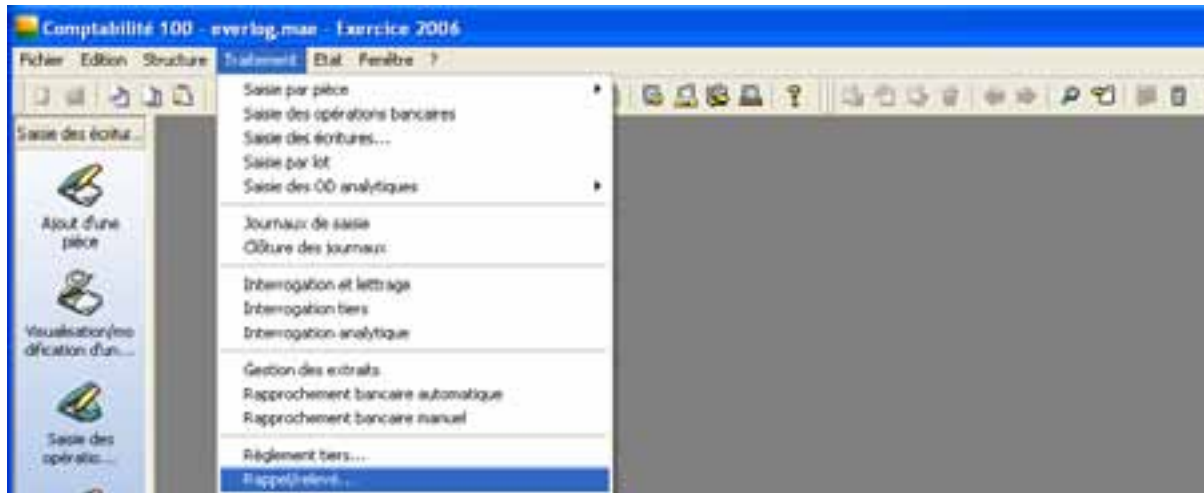 Comptabilité 100 - everlog.mae - Exercice 2006
Fichier Edition Structure Traitement Etat Fenêtre ?
Saisie des écritur...
Ajout d'une
pièce
Visualisation/mo
dification d'un...
Saisie des
opératio...
Saisie par pièce
Saisie des opérations bancaires
Saisie des écritures...
Saisie par lot
Saisie des OD analytiques
Journaux de saisie
Clôture des journaux
Interrogation et lettrage
Interrogation tiers
Interrogation analytique
Gestion des extraits
Rapprochement bancaire automatique
Rapprochement bancaire manuel
Règlement tiers...
Rappel/relevé...